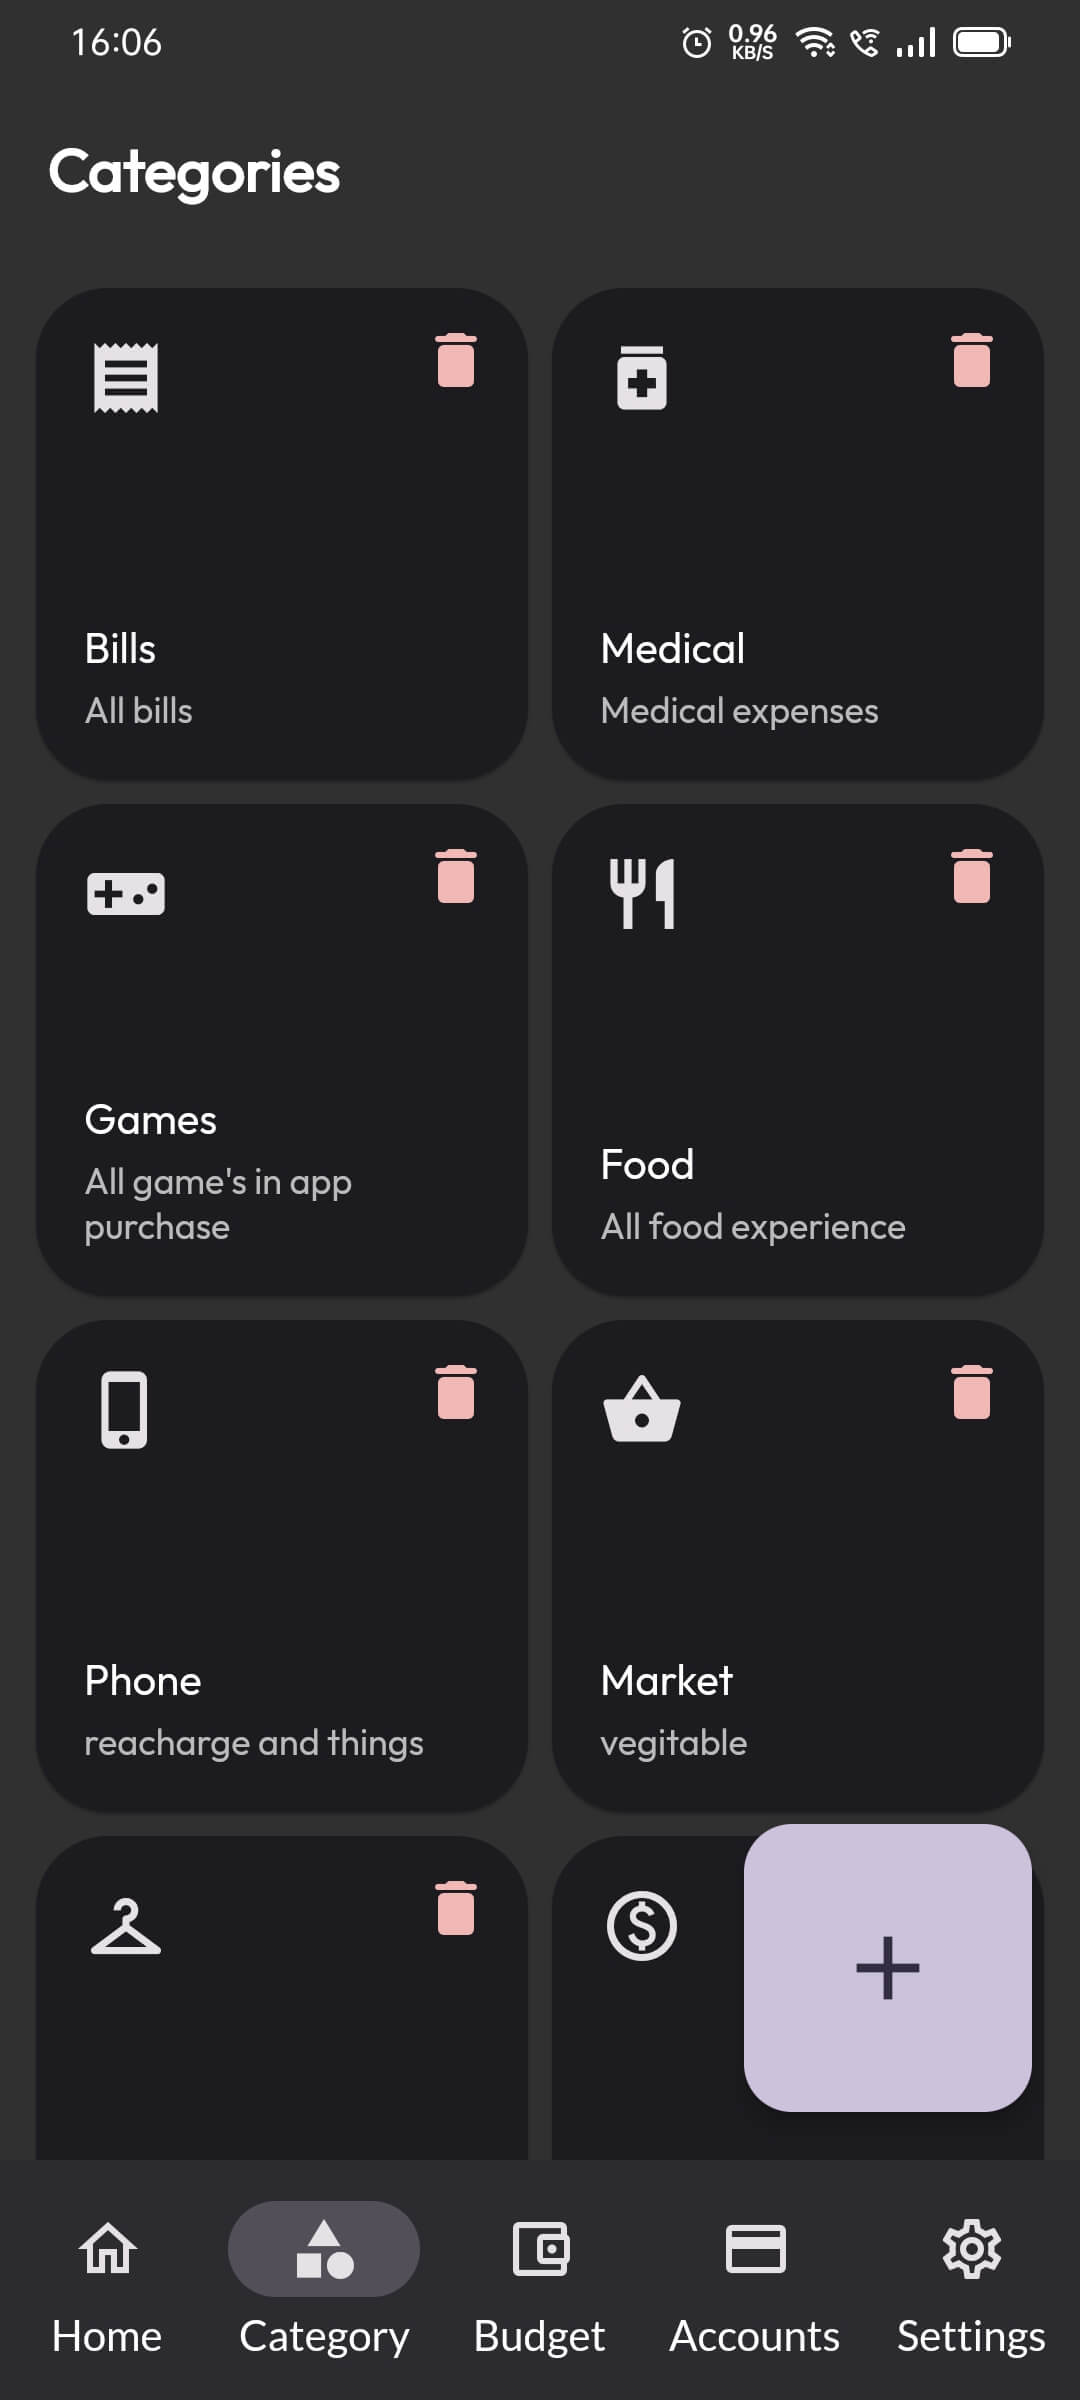 16:06
0.96
KB/S
Categories
Bills
All bills
Medical
Medical expenses
Games
All game's in app
purchase
Food
All food experience
Phone
reacharge and things
Market
vegitable
Home
Category
Budget
Accounts
Settings